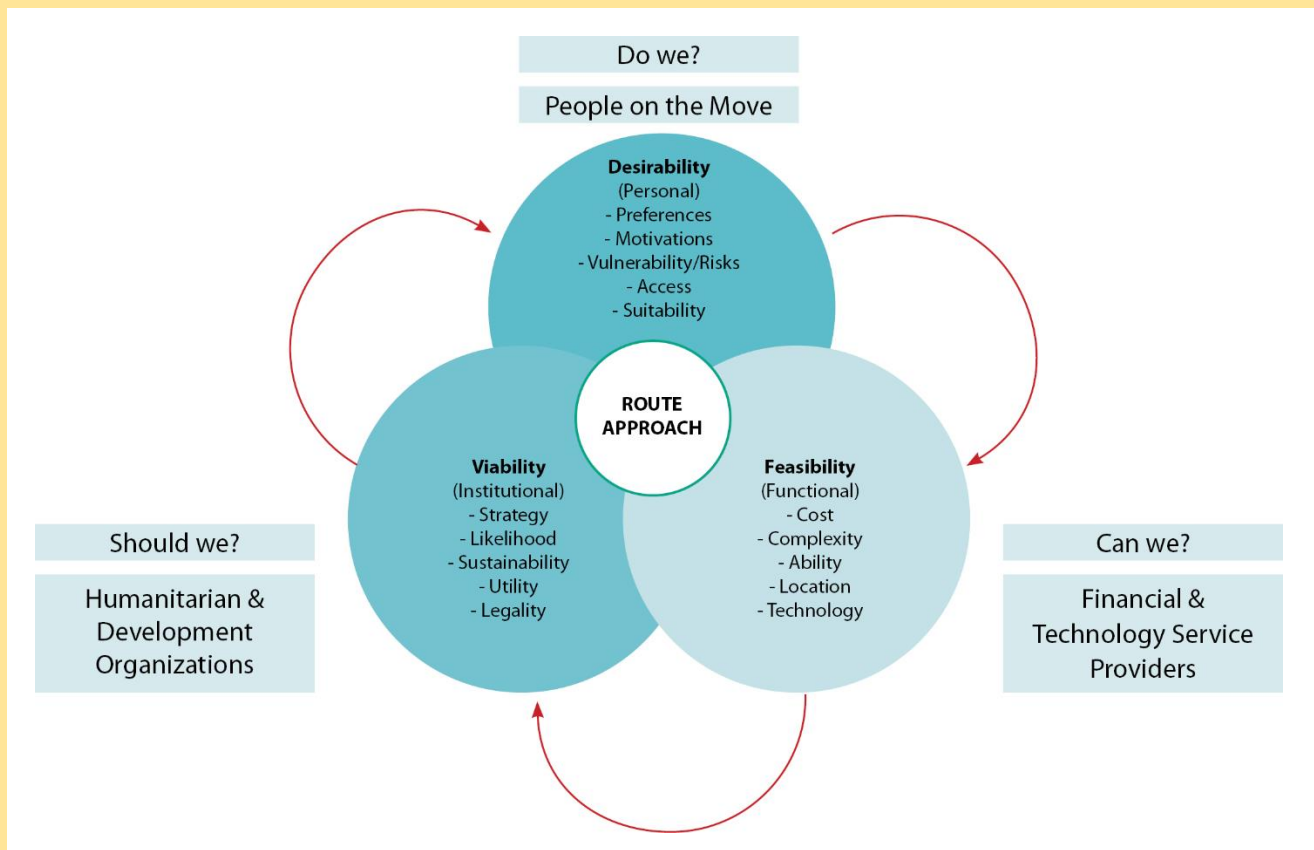 Do we?
People on the Move
Desirability
(Personal)
- Preferences
- Motivations
- Vulnerability/Risks
- Access
- Suitability
ROUTE
APPROACH
Viability
(Institutional)
- Strategy
- Likelihood
- Sustainability
- Utility
- Legality
Feasibility
(Functional)
- Cost
- Complexity
- Ability
- Location
- Technology
Should we?
Humanitarian &
Development
Organizations
Can we?
Financial &
Technology Service
Providers